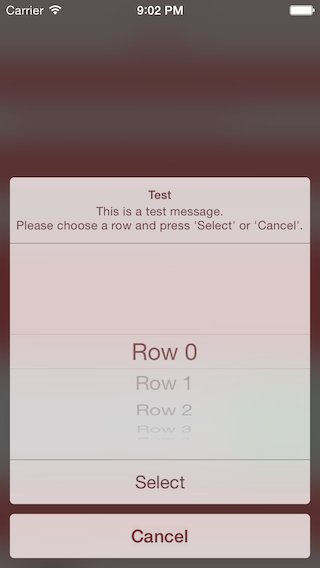 Carrier 9:02 PM
Test
This is a test message.
Please choose a row and press 'Select' or 'Cancel'.
Row 0
Row 1
Row 2
Row 3
Select
Cancel